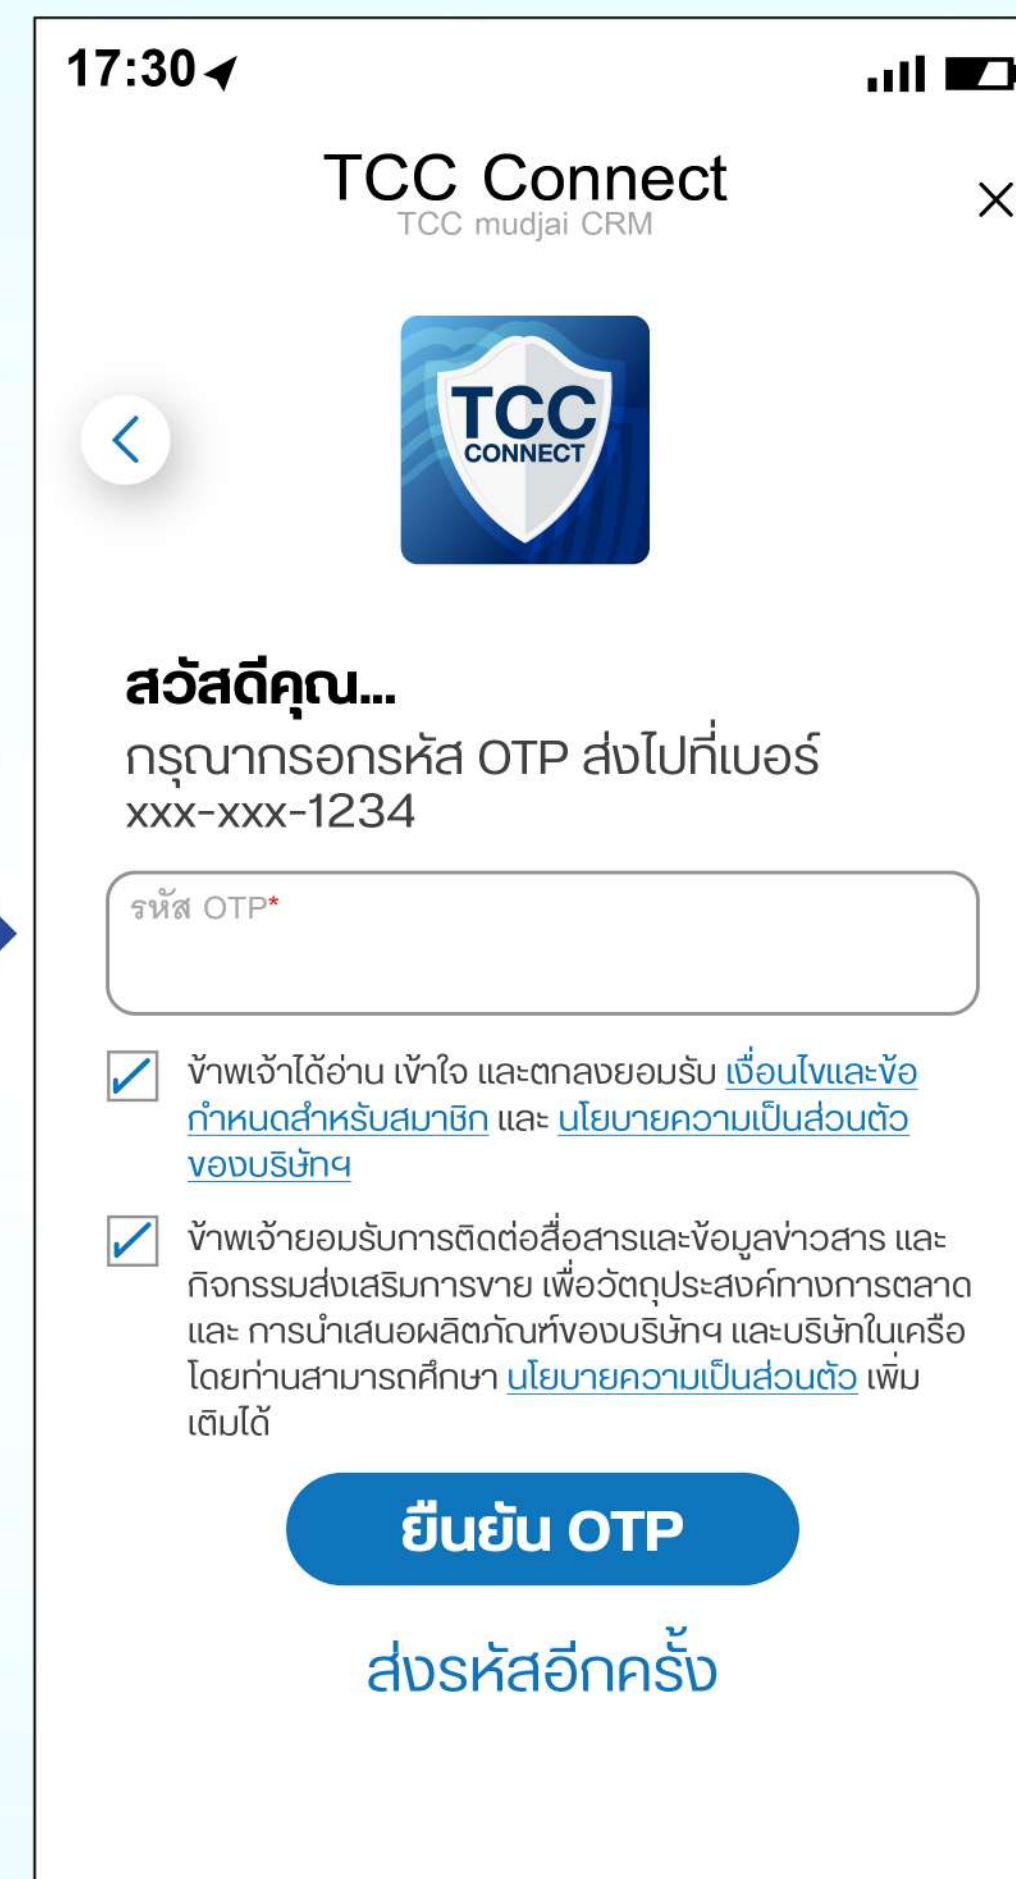 17:30
TCC Connect
TCC mudjai CRM
TCC
CONNECT
สวัสดีคุณ...
กรุณากรอกรหัส OTP ส่งไปที่เบอร์
xxx-xxx-1234
รหัส OTP*
ข้าพเจ้าได้อ่าน เข้าใจ และตกลงยอมรับ เงื่อนไขและข้อ
กำหนดสำหรับสมาชิก และ นโยบายความเป็นส่วนตัว
ของบริษัทฯ
ข้าพเจ้ายอมรับการติดต่อสื่อสารและข้อมูลข่าวสาร และ
กิจกรรมส่งเสริมการขาย เพื่อวัตถุประสงค์ทางการตลาด
และ การนำเสนอผลิตภัณฑ์ของบริษัทฯ และบริษัทในเครือ
โดยท่านสามารถศึกษา นโยบายความเป็นส่วนตัว เพิ่ม
เติมได้
ยืนยัน OTP
ส่งรหัสอีกครั้ง